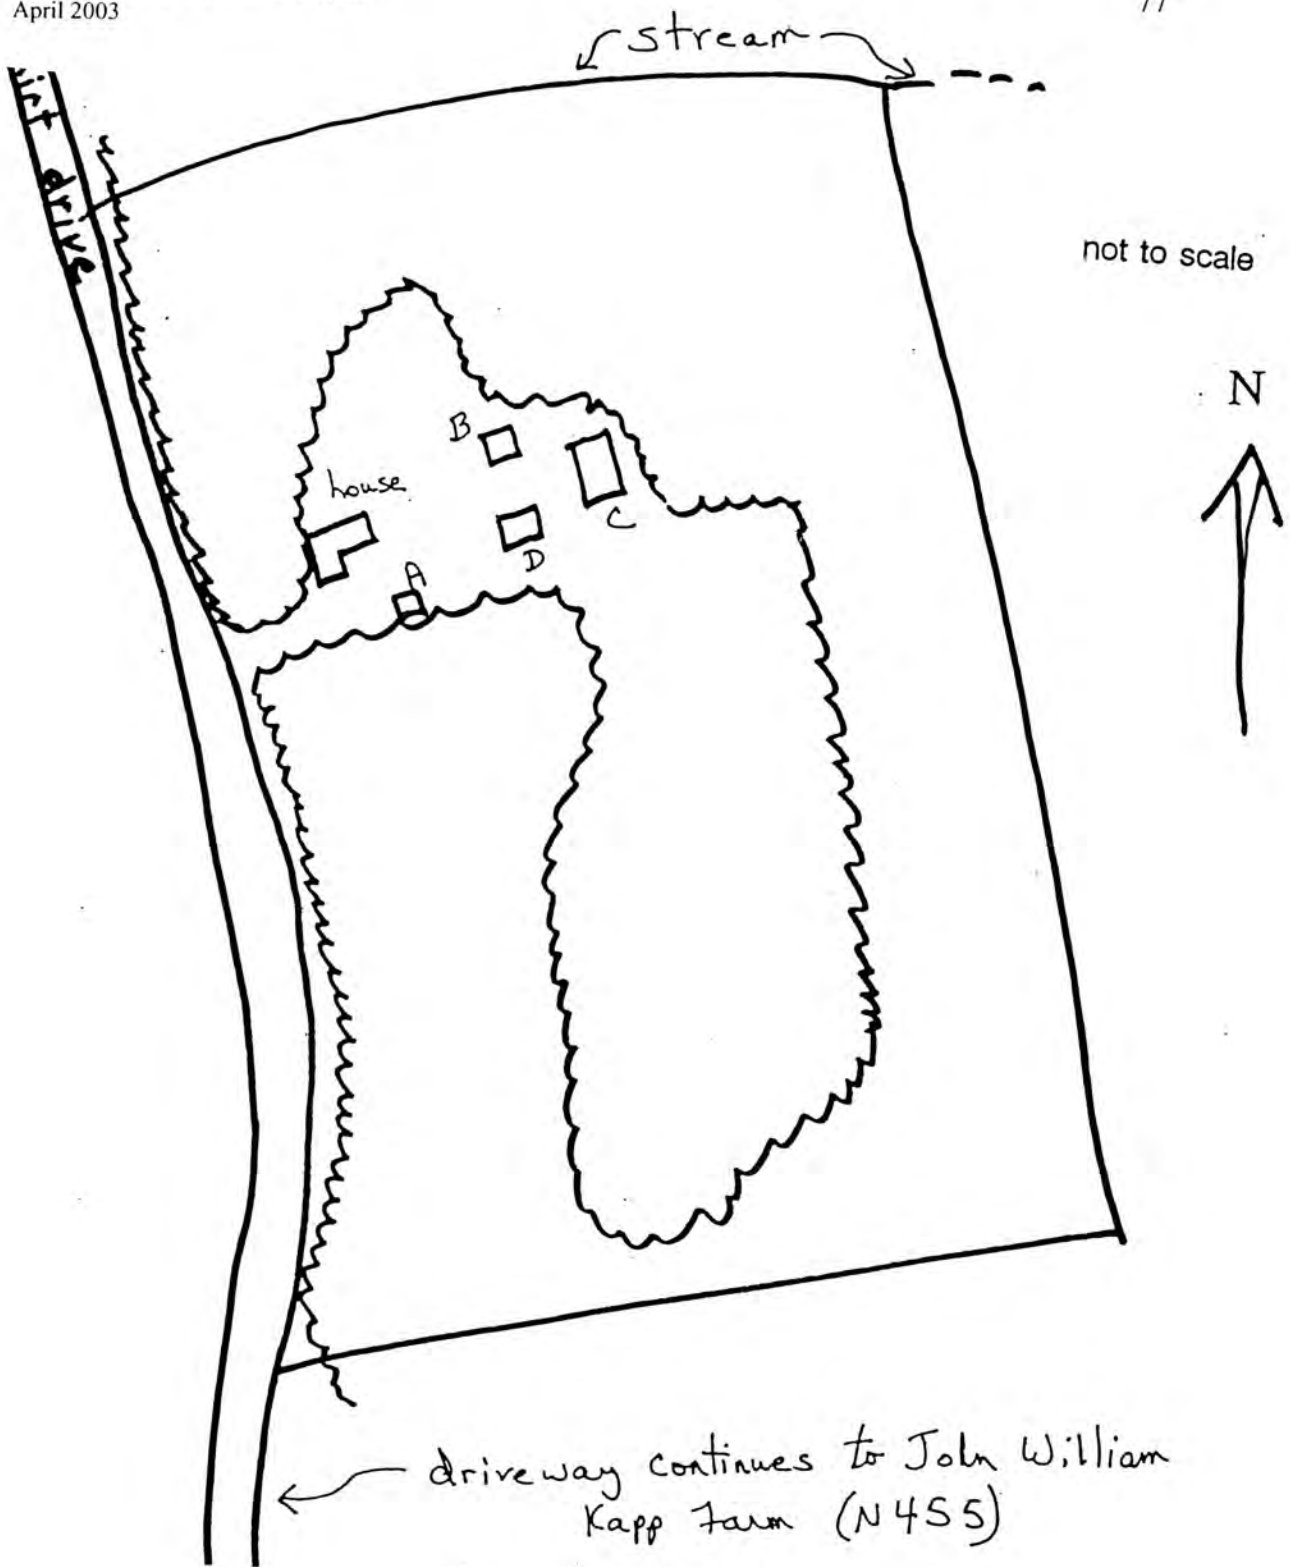 April 2003
stream
dirt drive
not to scale
N
B
house
C
D
A
driveway continues to John William
Kapp Farm (N455)